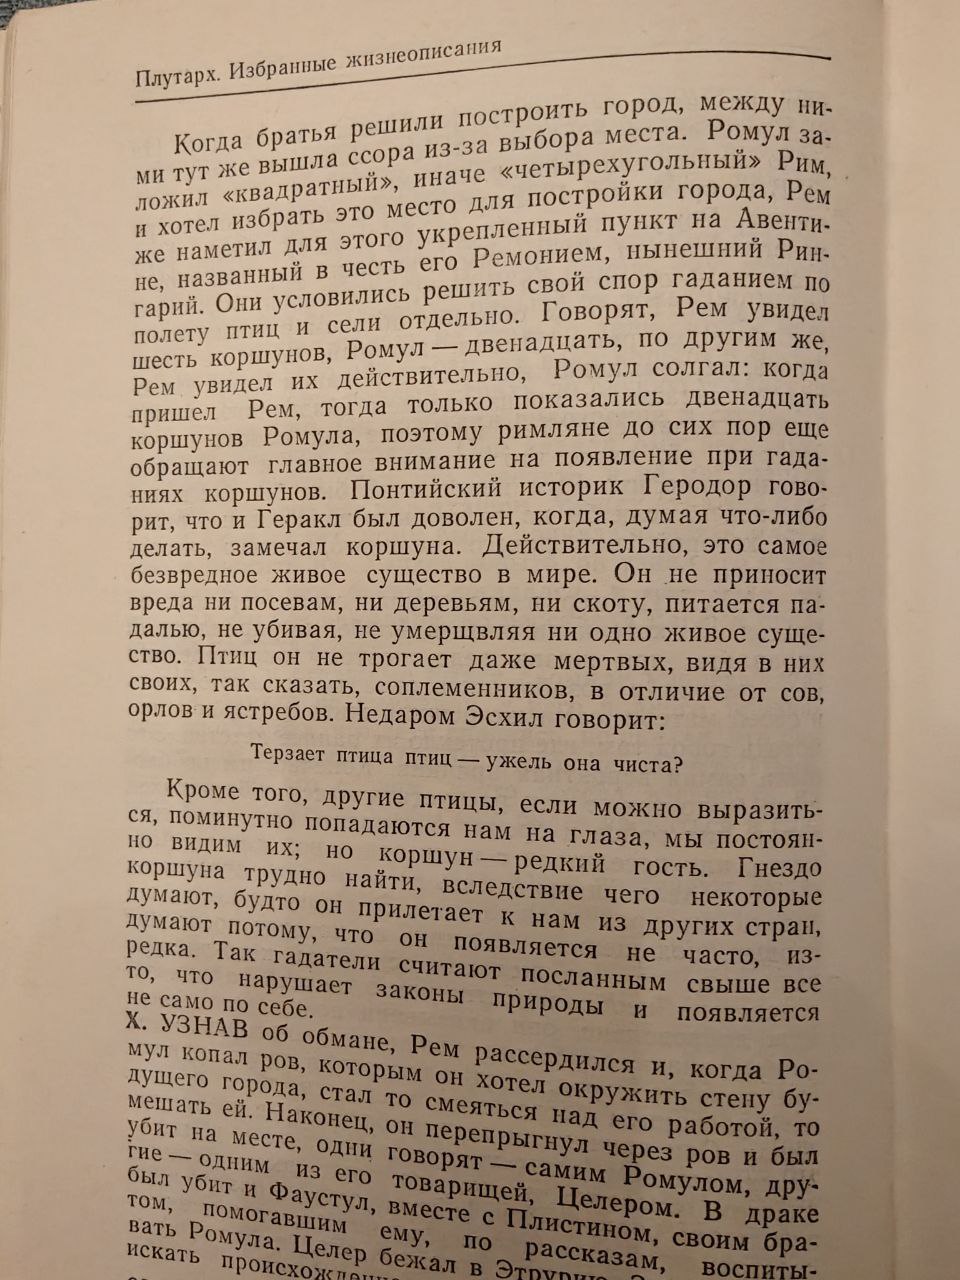 Плутарх. Избранные жизнеописания
Когда братья решили построить город, между ни-
ми тут же вышла ссора из-за выбора места. Ромул за-
ложил «квадратный», иначе «четырехугольный» Рим,
и хотел избрать это место для постройки города, Рем
же наметил для этого укрепленный пункт на Авенти-
не, названный в честь его Ремонием, нынешний Рин-
гарий. Они условились решить свой спор гаданием по
полету птиц и сели отдельно. Говорят, Рем увидел
шесть коршунов, Ромул — двенадцать, по другим же,
Рем увидел их действительно, Ромул солгал: когда
пришел Рем, тогда только показались двенадцать
коршунов Ромула, поэтому римляне до сих пор еще
обращают главное внимание на появление при гада-
ниях коршунов. Понтийский историк Геродор гово-
рит, что и Геракл был доволен, когда, думая что-либо
делать, замечал коршуна. Действительно, это самое
безвредное живое существо в мире. Он не приносит
вреда ни посевам, ни деревьям, ни скоту, питается па-
далью, не убивая, не умерщвляя ни одно живое суще-
ство. Птиц он не трогает даже мертвых, видя в них
своих, так сказать, соплеменников, в отличие от сов,
орлов и ястребов. Недаром Эсхил говорит:
Терзает птица птиц — ужель она чиста?
Кроме того, другие птицы, если можно выразить-
ся, поминутно попадаются нам на глаза, мы постоян-
но видим их; но коршун — редкий гость. Гнездо
коршуна трудно найти, вследствие чего некоторые
думают, будто он прилетает к нам из других стран,
думают потому, что он появляется не часто, из-
редка. Так гадатели считают посланным свыше все
то, что нарушает законы природы и появляется
не само по себе.
X. УЗНАВ об обмане, Рем рассердился и, когда Ро-
мул копал ров, которым он хотел окружить стену бу-
дущего города, стал то смеяться над его работой, то
мешать ей. Наконец, он перепрыгнул через ров и был
убит на месте, одни говорят — самим Ромулом, дру-
гие — одним из его товарищей, Целером. В драке
был убит и Фаустул, вместе с Плистином, своим бра-
том, помогавшим ему, по рассказам, воспиты-
вать Ромула. Целер бежал в Этрурию.
искать